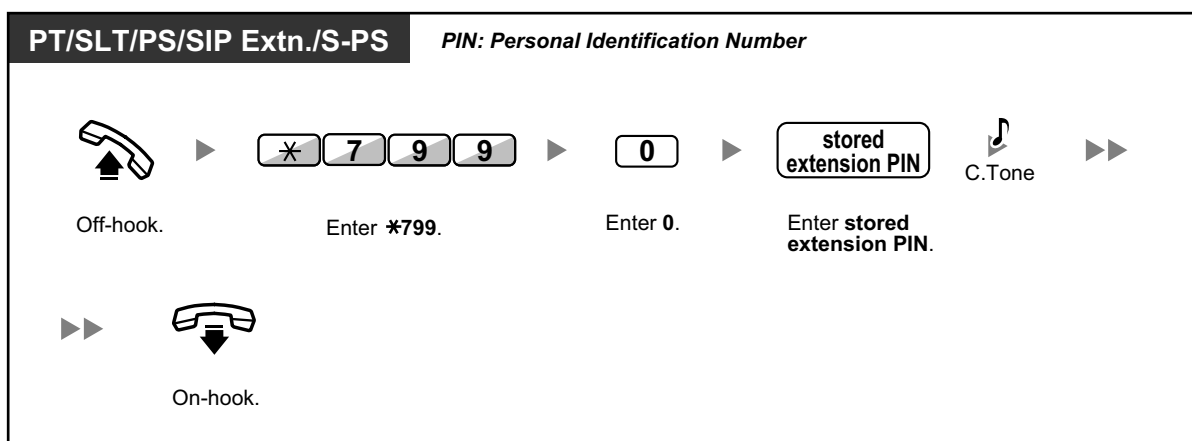 PT/SLT/PS/SIP Extn./S-PS
PIN: Personal Identification Number
* 7 9 9
0
stored
extension PIN
C.Tone
Off-hook.
Enter *799.
Enter 0.
Enter stored
extension PIN.
On-hook.